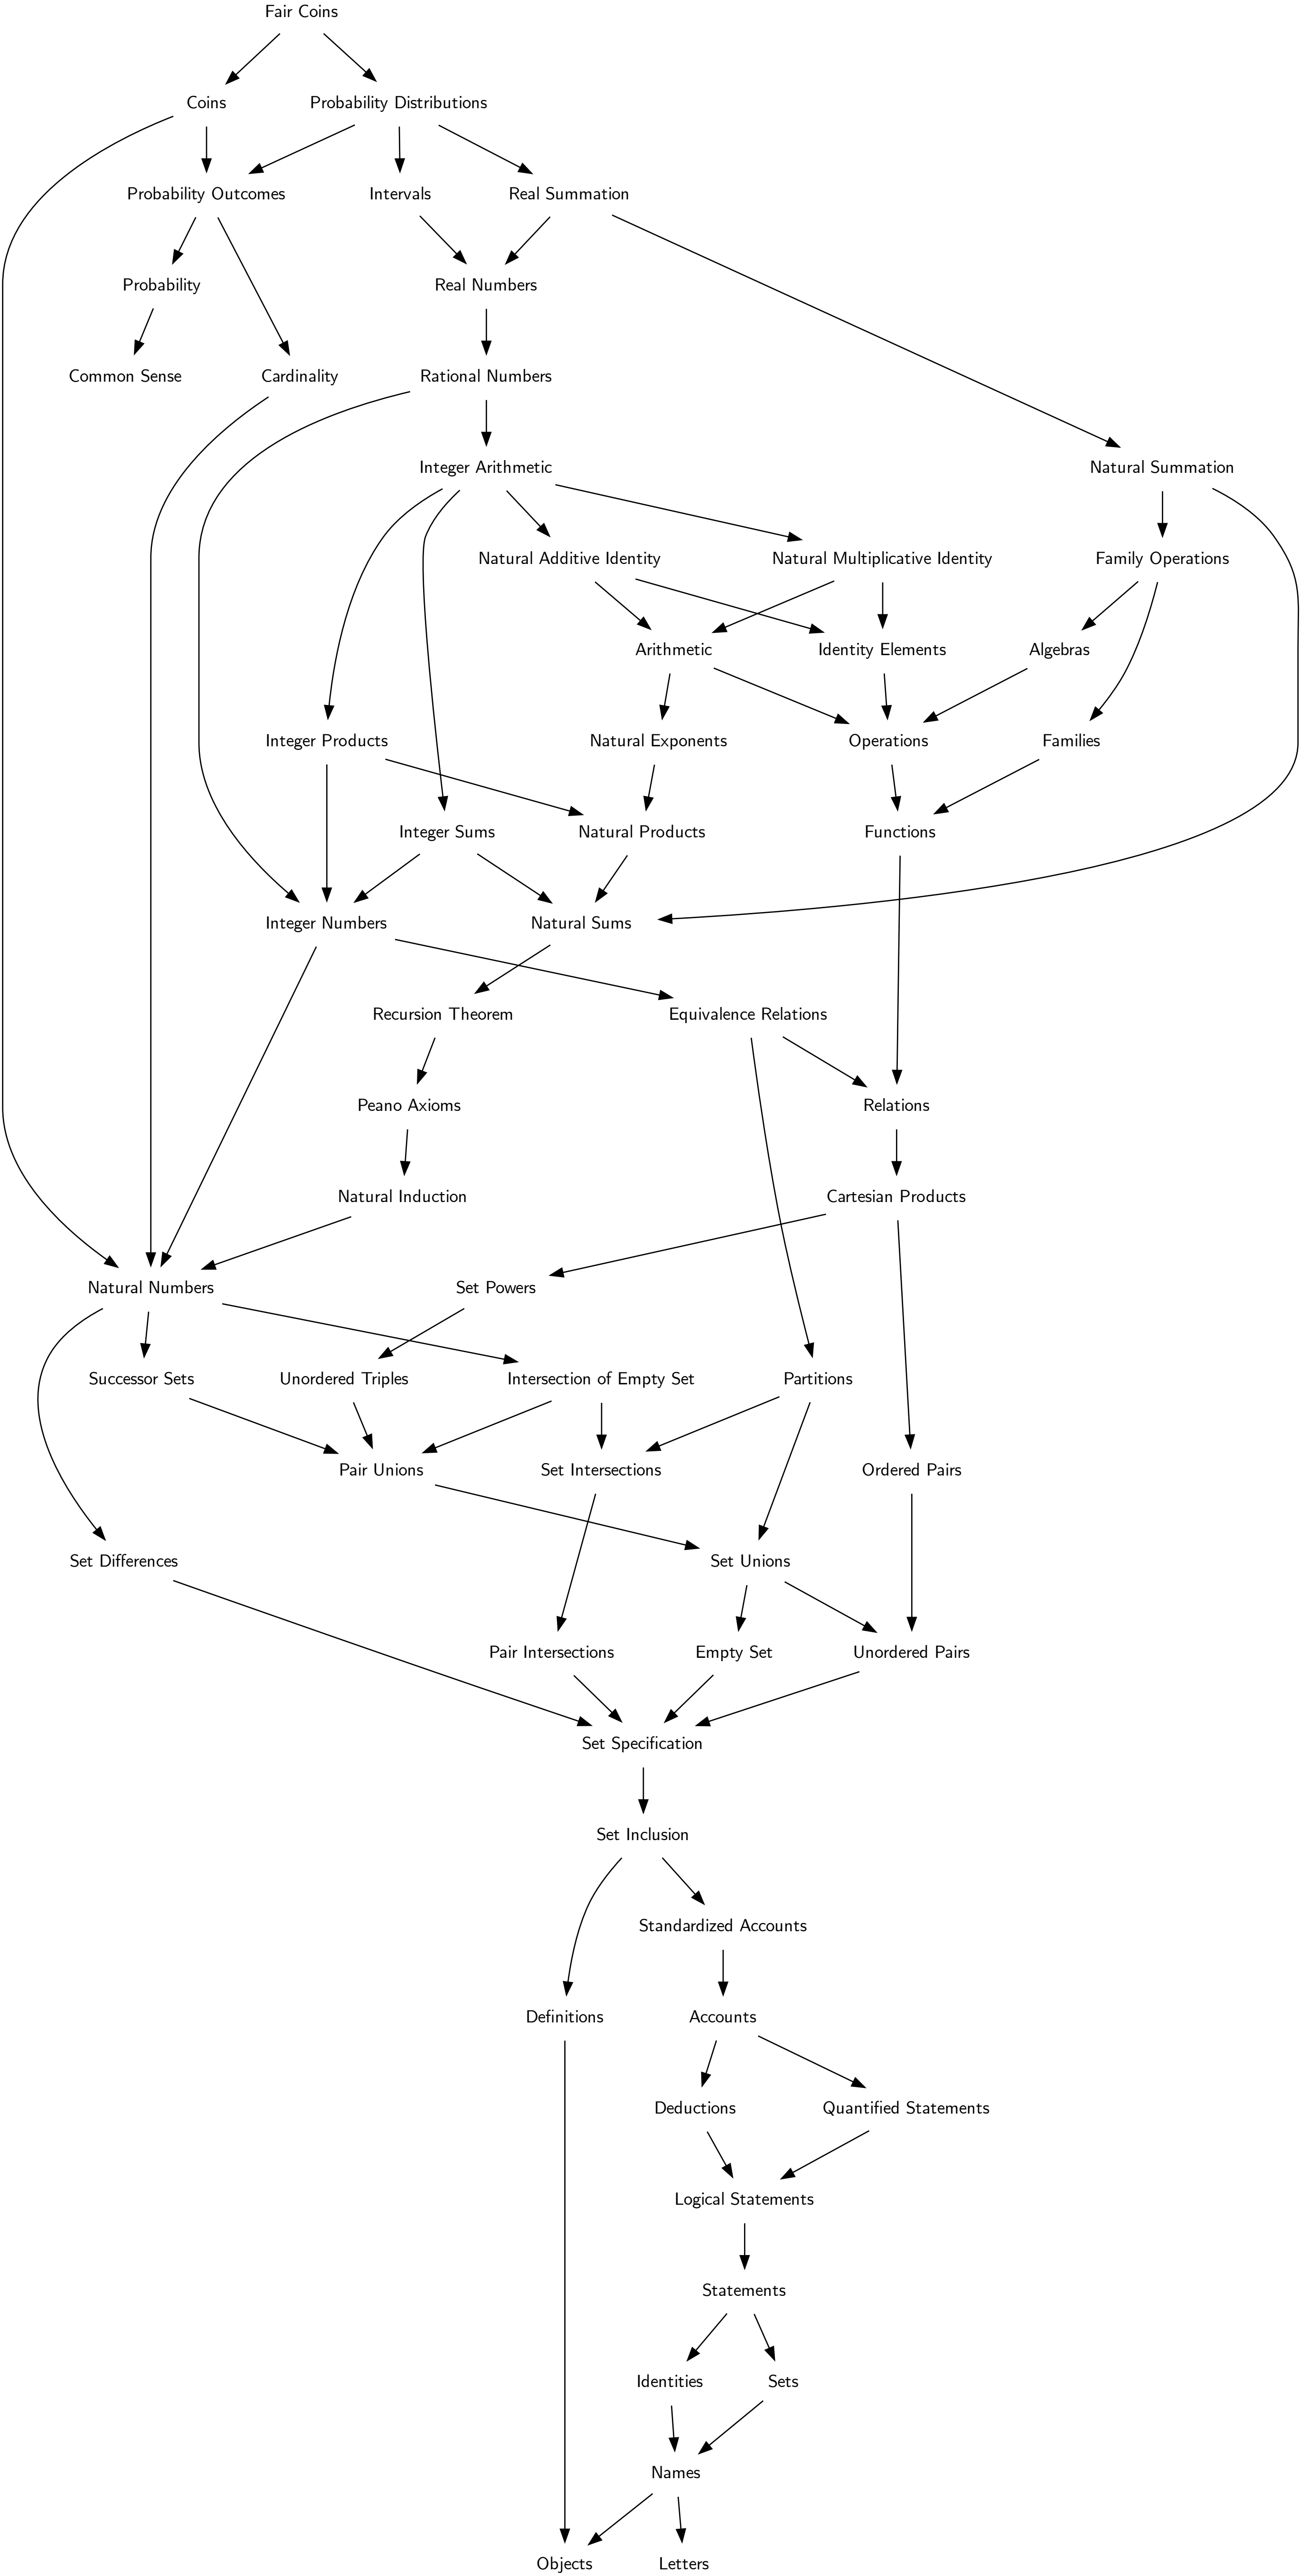 Fair Coins
Coins
Probability Distributions
Probability Outcomes
Intervals
Real Summation
Probability
Real Numbers
Common Sense
Cardinality
Rational Numbers
Integer Arithmetic
Natural Summation
Natural Additive Identity
Natural Multiplicative Identity
Family Operations
Arithmetic
Identity Elements
Algebras
Integer Products
Natural Exponents
Operations
Families
Integer Sums
Natural Products
Functions
Integer Numbers
Natural Sums
Recursion Theorem
Equivalence Relations
Peano Axioms
Relations
Natural Induction
Cartesian Products
Natural Numbers
Set Powers
Successor Sets
Unordered Triples
Intersection of Empty Set
Partitions
Pair Unions
Set Intersections
Ordered Pairs
Set Differences
Set Unions
Pair Intersections
Empty Set
Unordered Pairs
Set Specification
Set Inclusion
Standardized Accounts
Definitions
Accounts
Deductions
Quantified Statements
Logical Statements
Statements
Identities
Sets
Names
Objects
Letters